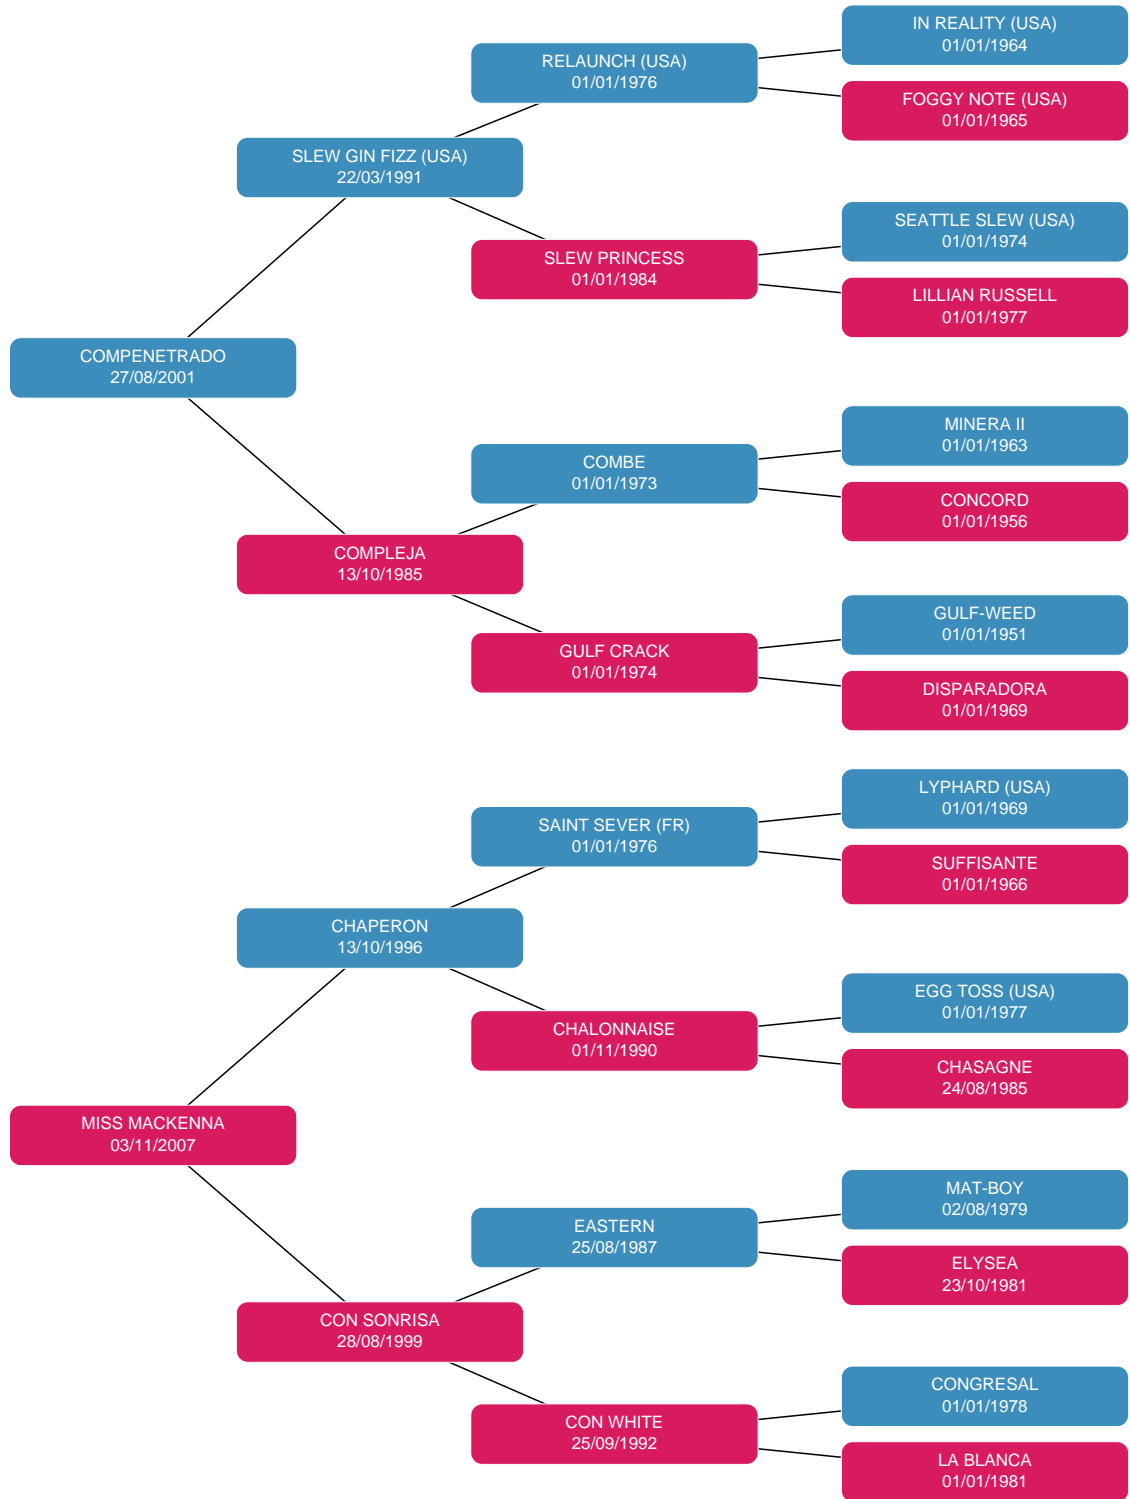 IN REALITY (USA)
01/01/1964
RELAUNCH (USA)
01/01/1976
FOGGY NOTE (USA)
01/01/1965
SLEW GIN FIZZ (USA)
22/03/1991
SEATTLE SLEW (USA)
01/01/1974
SLEW PRINCESS
01/01/1984
LILLIAN RUSSELL
01/01/1977
COMPENETRADO
27/08/2001
MINERA II
01/01/1963
COMBE
01/01/1973
CONCORD
01/01/1956
COMPLEJA
13/10/1985
GULF-WEED
01/01/1951
GULF CRACK
01/01/1974
DISPARADORA
01/01/1969
LYPHARD (USA)
01/01/1969
SAINT SEVER (FR)
01/01/1976
SUFFISANTE
01/01/1966
CHAPERON
13/10/1996
EGG TOSS (USA)
01/01/1977
CHALONNAISE
01/11/1990
CHASAGNE
24/08/1985
MISS MACKENNA
03/11/2007
MAT-BOY
02/08/1979
EASTERN
25/08/1987
ELYSEA
23/10/1981
CON SONRISA
28/08/1999
CONGRESAL
01/01/1978
CON WHITE
25/09/1992
LA BLANCA
01/01/1981